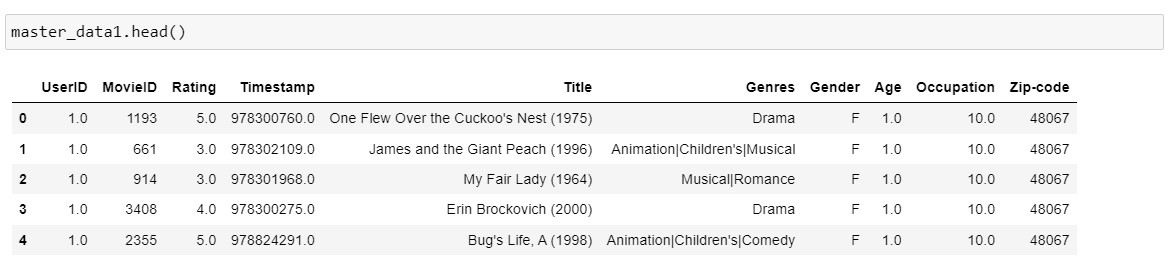 master_data1.head()
UserID MovieID Rating Timestamp Title Genres Gender Age Occupation Zip-code
0 1.0 1193 5.0 978300760.0 One Flew Over the Cuckoo's Nest (1975) Drama F 1.0 10.0 48067
1 1.0 661 3.0 978302109.0 James and the Giant Peach (1996) Animation|Children's|Musical F 1.0 10.0 48067
2 1.0 914 3.0 978301968.0 My Fair Lady (1964) Musical|Romance F 1.0 10.0 48067
3 1.0 3408 4.0 978300275.0 Erin Brockovich (2000) Drama F 1.0 10.0 48067
4 1.0 2355 5.0 978824291.0 Bug's Life, A (1998) Animation|Children's|Comedy F 1.0 10.0 48067